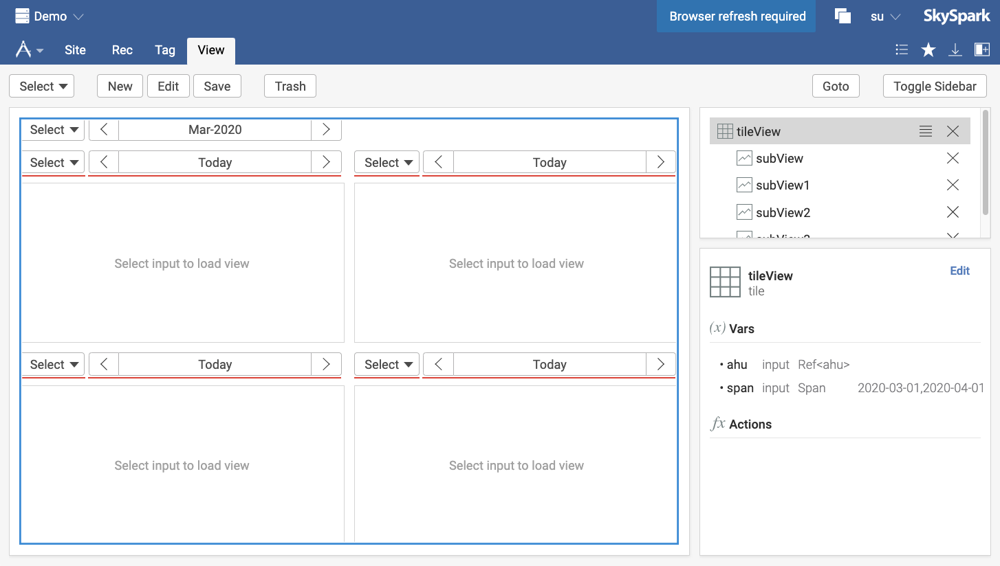 Demo
Browser refresh required
su
SkySpark
Site Rec Tag View
Select New Edit Save Trash Goto Toggle Sidebar
Select Mar-2020
Select Today Select Today
Select input to load view Select input to load view
Select Today Select Today
Select input to load view Select input to load view
tileView
subView
subView1
subView2
tileView
tile
Edit
(x) Vars
• ahu input Ref<ahu>
• span input Span 2020-03-01,2020-04-01
fx Actions